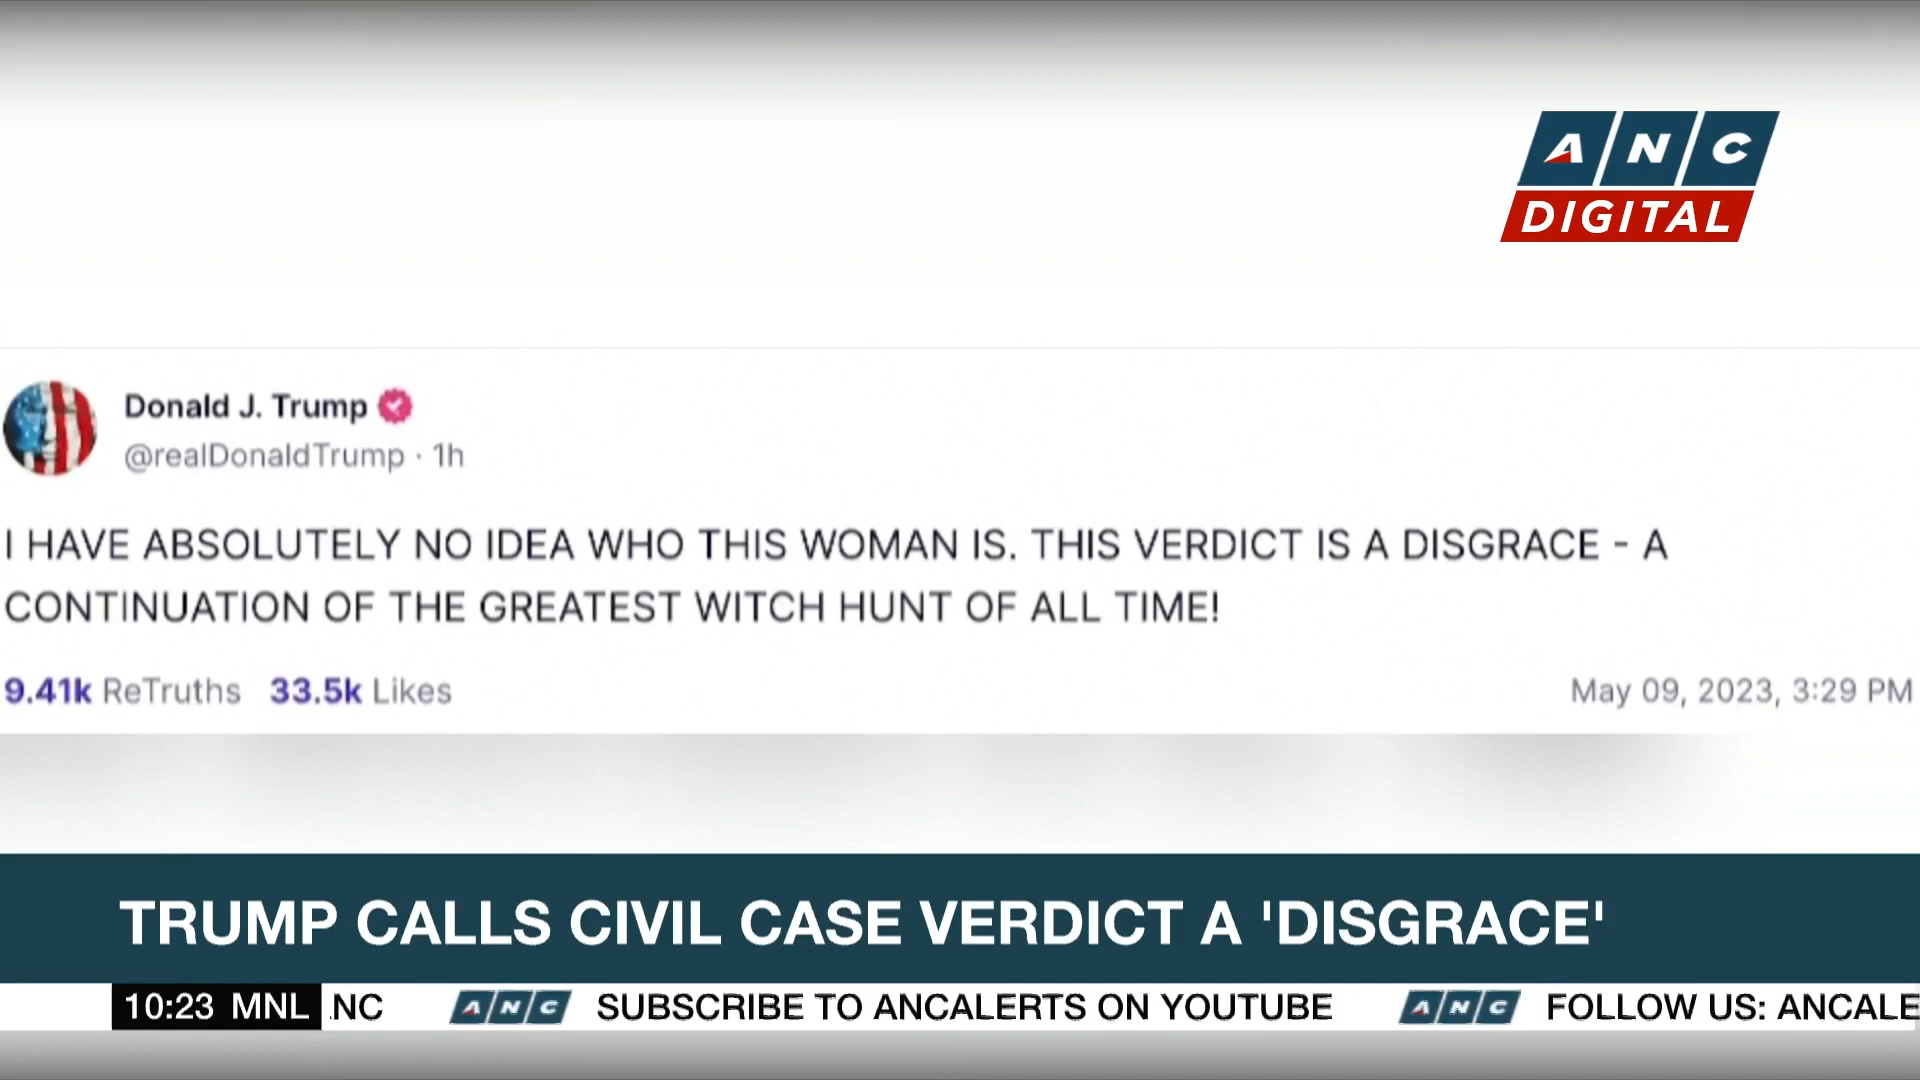 ANC
DIGITAL
Donald J. Trump
@realDonaldTrump · 1h
I HAVE ABSOLUTELY NO IDEA WHO THIS WOMAN IS. THIS VERDICT IS A DISGRACE - A
CONTINUATION OF THE GREATEST WITCH HUNT OF ALL TIME!
9.41k ReTruths 33.5k Likes
May 09, 2023, 3:29 PM
TRUMP CALLS CIVIL CASE VERDICT A 'DISGRACE'
10:23 MNL NC ANC SUBSCRIBE TO ANCALERTS ON YOUTUBE ANC FOLLOW US: ANCALE